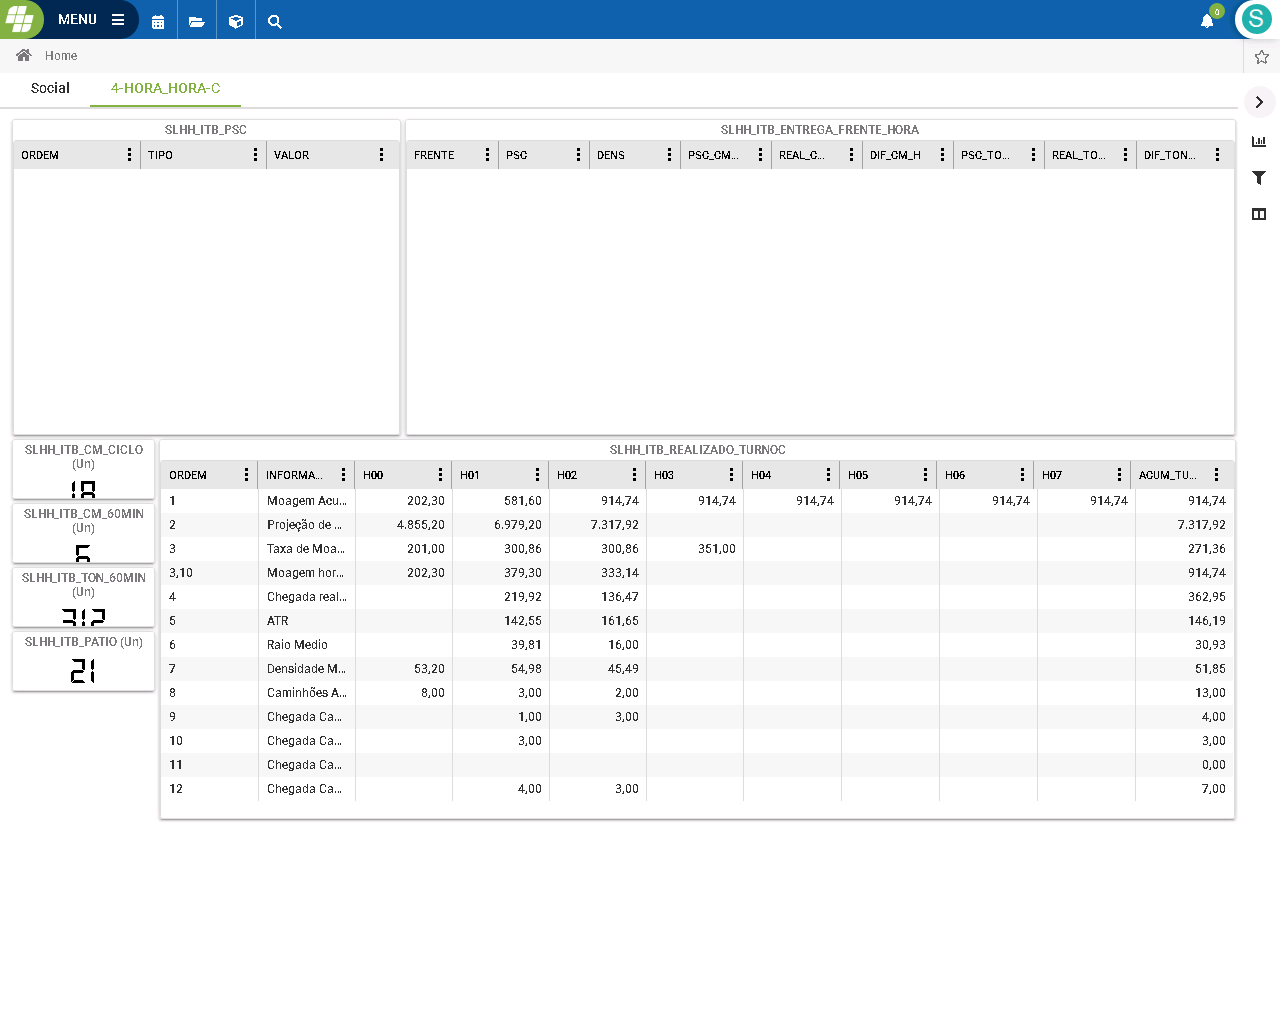 MENU
0
S
Home
Social 4-HORA_HORA-C
SLHH_ITB_PSC
ORDEM TIPO VALOR
SLHH_ITB_ENTREGA_FRENTE_HORA
FRENTE PSC DENS PSC_CM... REAL_C... DIF_CM_H PSC_TO... REAL_TO... DIF_TON...
SLHH_ITB_CM_CICLO
(Un)
18
SLHH_ITB_CM_60MIN
(Un)
6
SLHH_ITB_TON_60MIN
(Un)
312
SLHH_ITB_PATIO (Un)
21
SLHH_ITB_REALIZADO_TURNOC
ORDEM INFORMA... H00 H01 H02 H03 H04 H05 H06 H07 ACUM_TU...
1 Moagem Acu... 202,30 581,60 914,74 914,74 914,74 914,74 914,74 914,74 914,74
2 Projeção de ... 4.855,20 6.979,20 7.317,92 7.317,92
3 Taxa de Moa... 201,00 300,86 300,86 351,00 271,36
3,10 Moagem hor... 202,30 379,30 333,14 914,74
4 Chegada real... 219,92 136,47 362,95
5 ATR 142,55 161,65 146,19
6 Raio Medio 39,81 16,00 30,93
7 Densidade M... 53,20 54,98 45,49 51,85
8 Caminhões A... 8,00 3,00 2,00 13,00
9 Chegada Ca... 1,00 3,00 4,00
10 Chegada Ca... 3,00 3,00
11 Chegada Ca... 0,00
12 Chegada Ca... 4,00 3,00 7,00